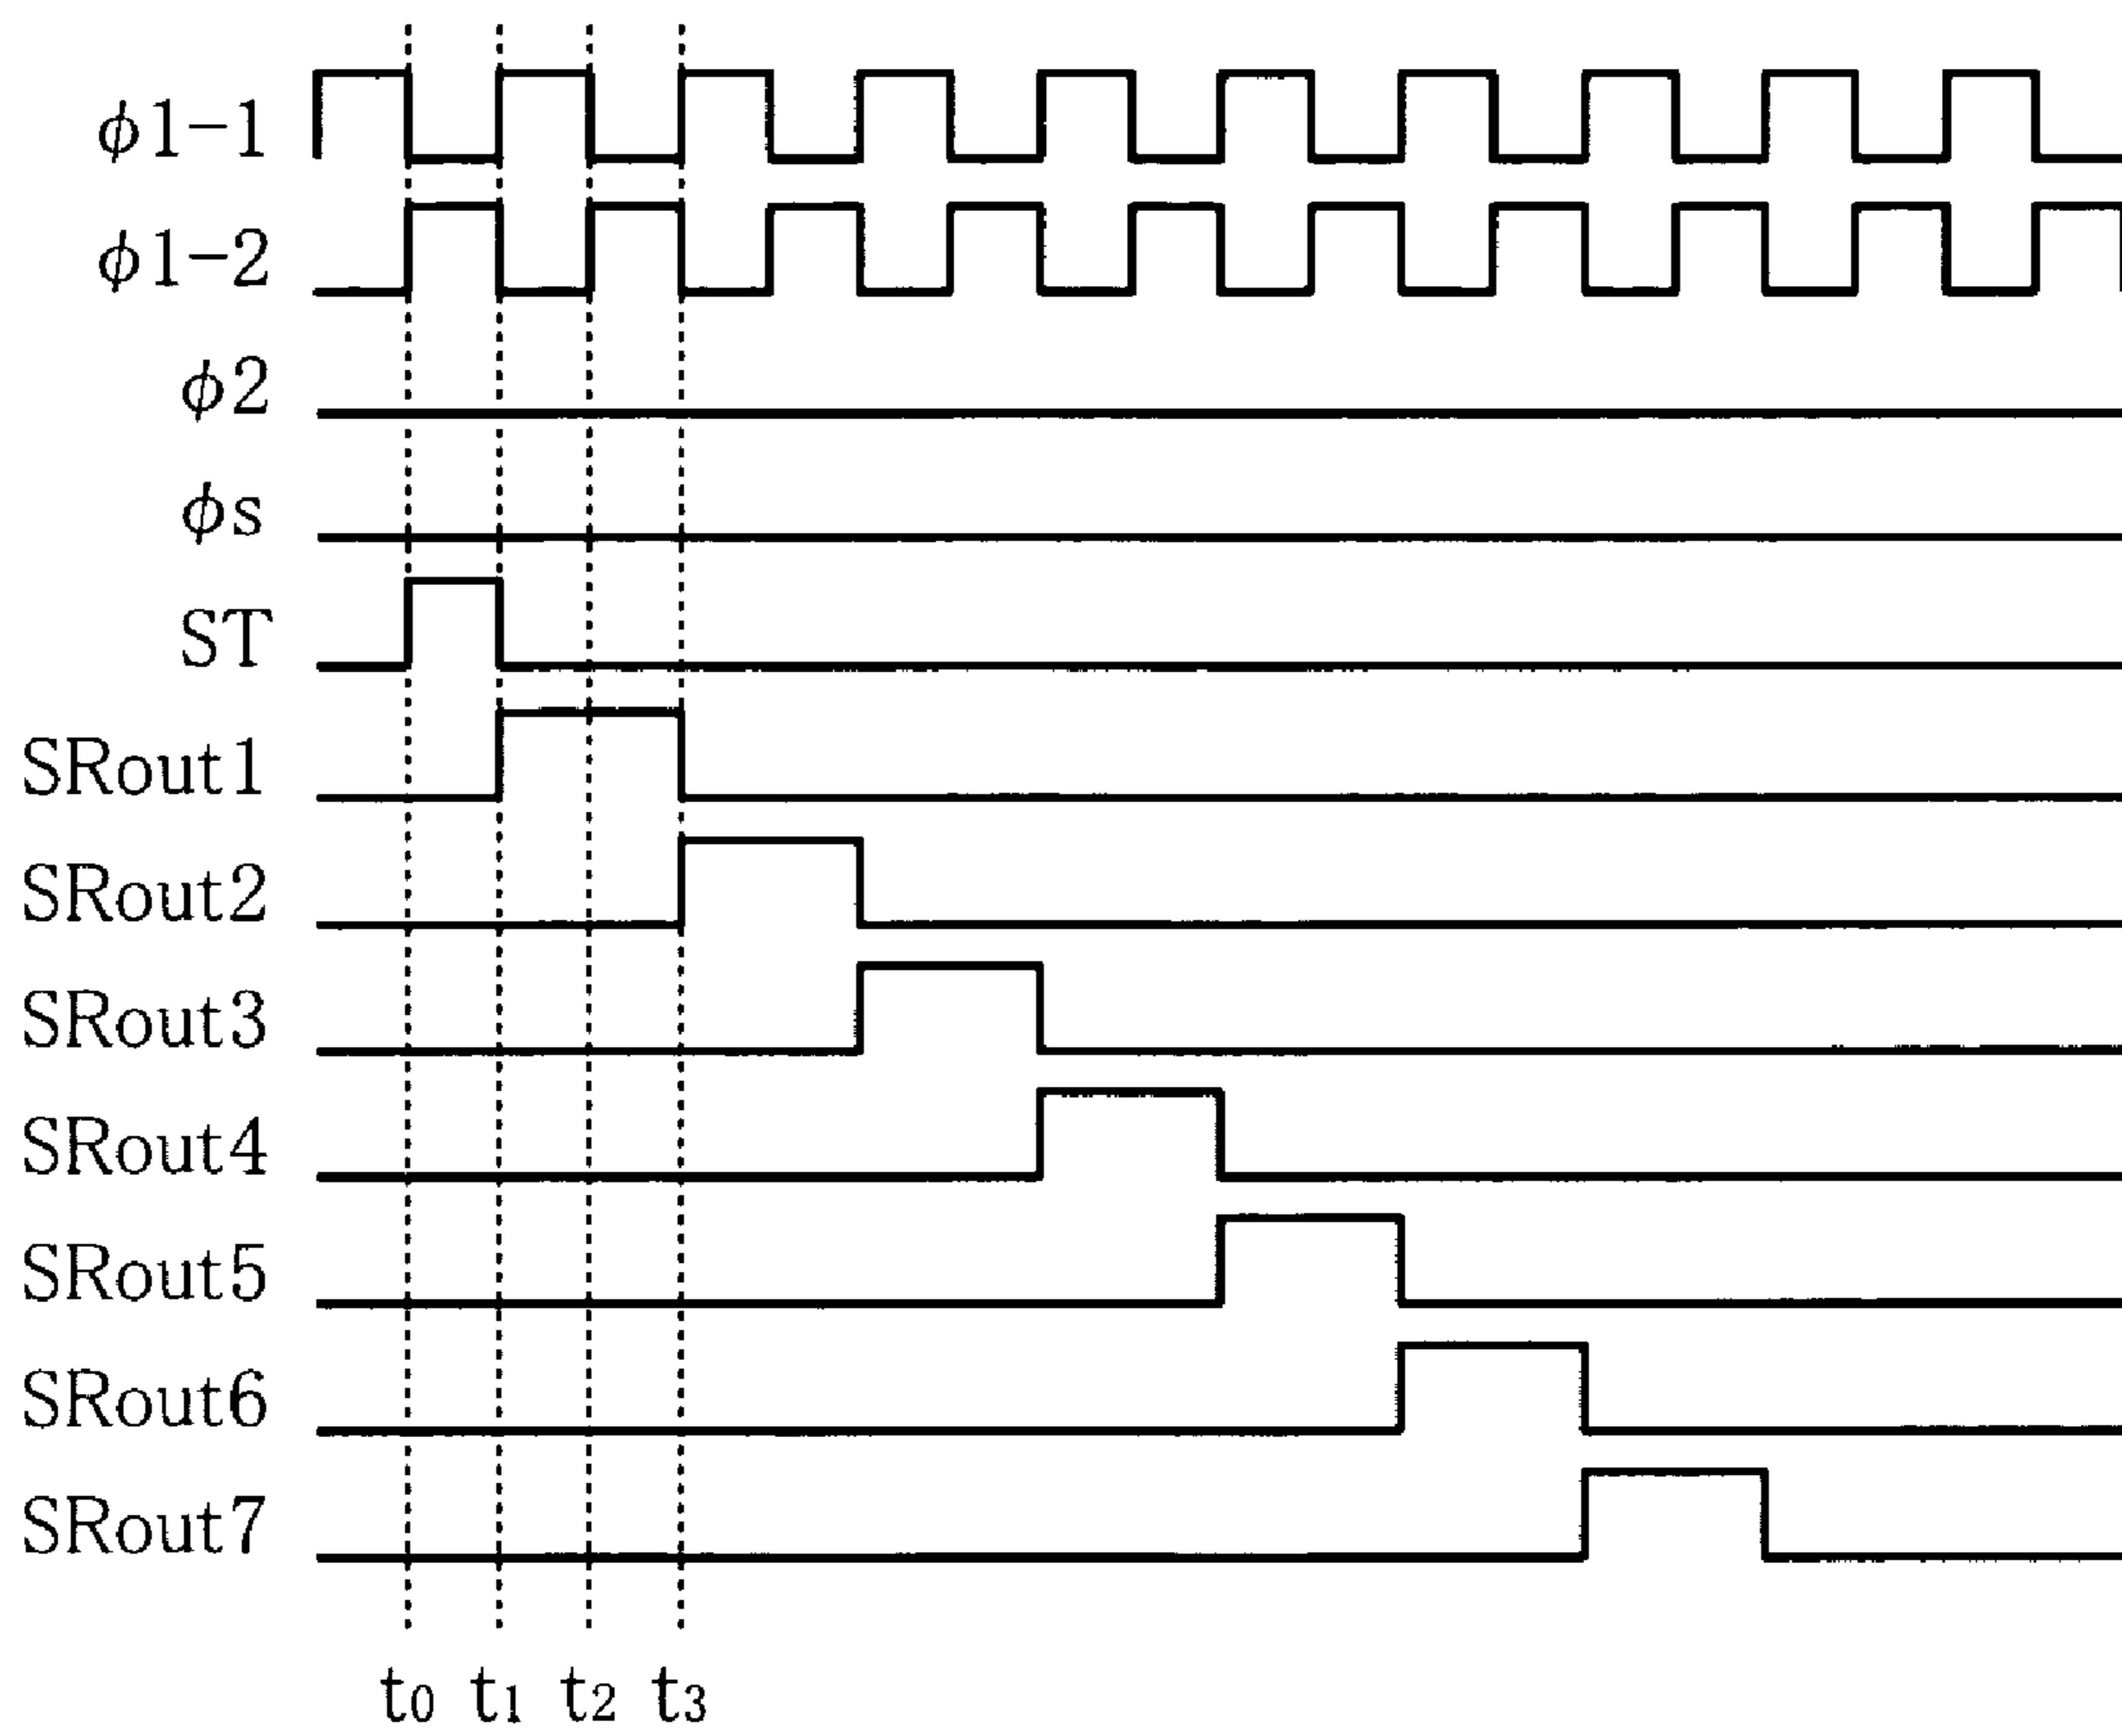 ϕ1-1
ϕ1-2
ϕ2
ϕs
ST
SRout1
SRout2
SRout3
SRout4
SRout5
SRout6
SRout7
t0 t1 t2 t3